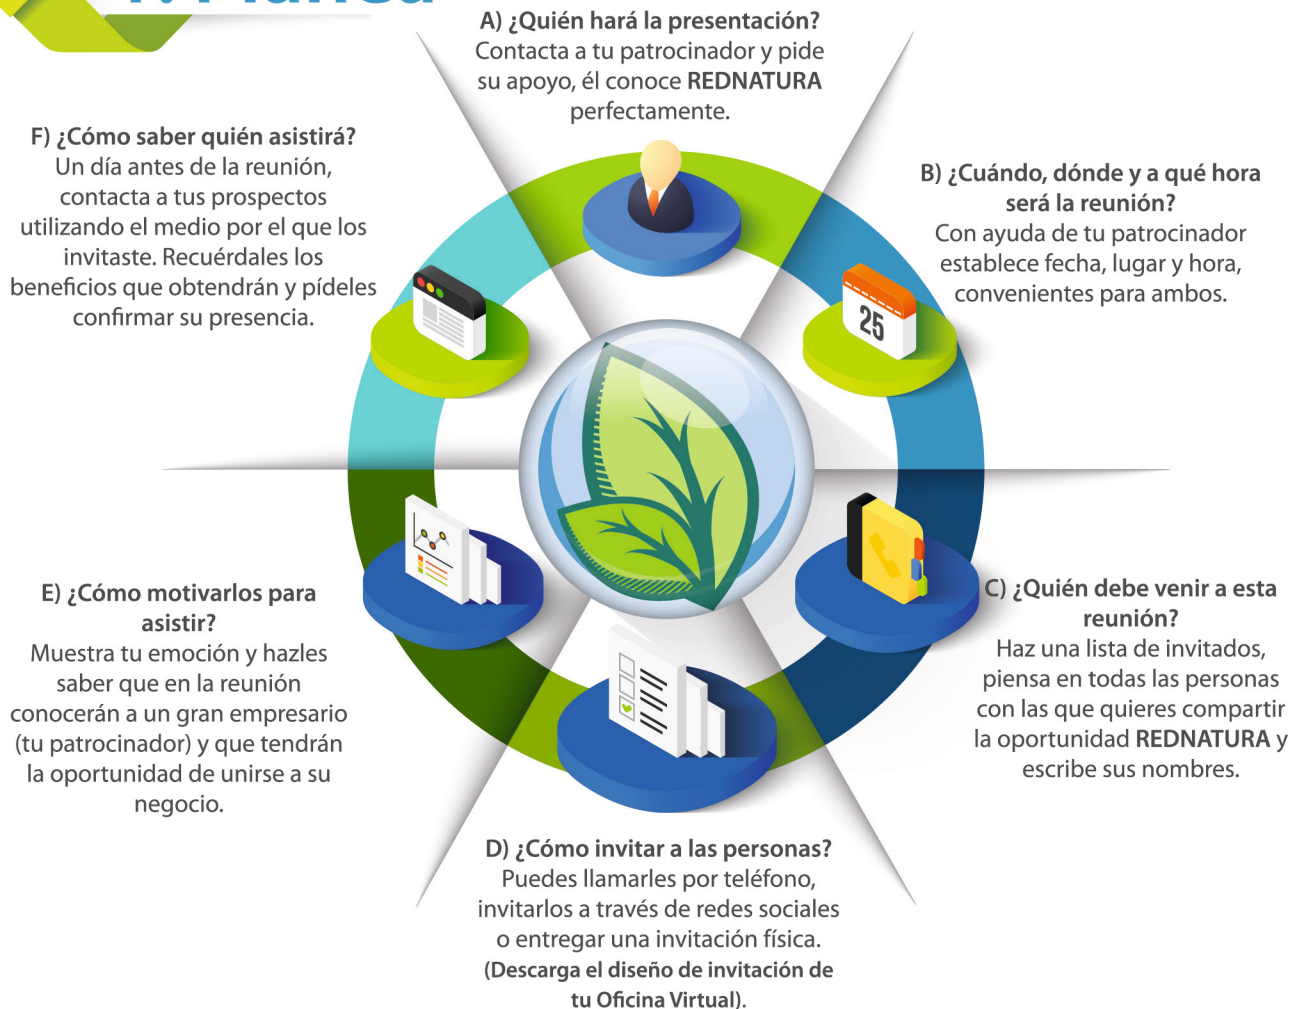 A) ¿Quién hará la presentación?
Contacta a tu patrocinador y pide
su apoyo, él conoce REDNATURA
perfectamente.
B) ¿Cuándo, dónde y a qué hora
será la reunión?
Con ayuda de tu patrocinador
establece fecha, lugar y hora,
convenientes para ambos.
25
C) ¿Quién debe venir a esta
reunión?
Haz una lista de invitados,
piensa en todas las personas
con las que quieres compartir
la oportunidad REDNATURA y
escribe sus nombres.
D) ¿Cómo invitar a las personas?
Puedes llamarles por teléfono,
invitarlos a través de redes sociales
o entregar una invitación física.
(Descarga el diseño de invitación de
tu Oficina Virtual).
E) ¿Cómo motivarlos para
asistir?
Muestra tu emoción y hazles
saber que en la reunión
conocerán a un gran empresario
(tu patrocinador) y que tendrán
la oportunidad de unirse a su
negocio.
F) ¿Cómo saber quién asistirá?
Un día antes de la reunión,
contacta a tus prospectos
utilizando el medio por el que los
invitaste. Recuérdales los
beneficios que obtendrán y pídeles
confirmar su presencia.